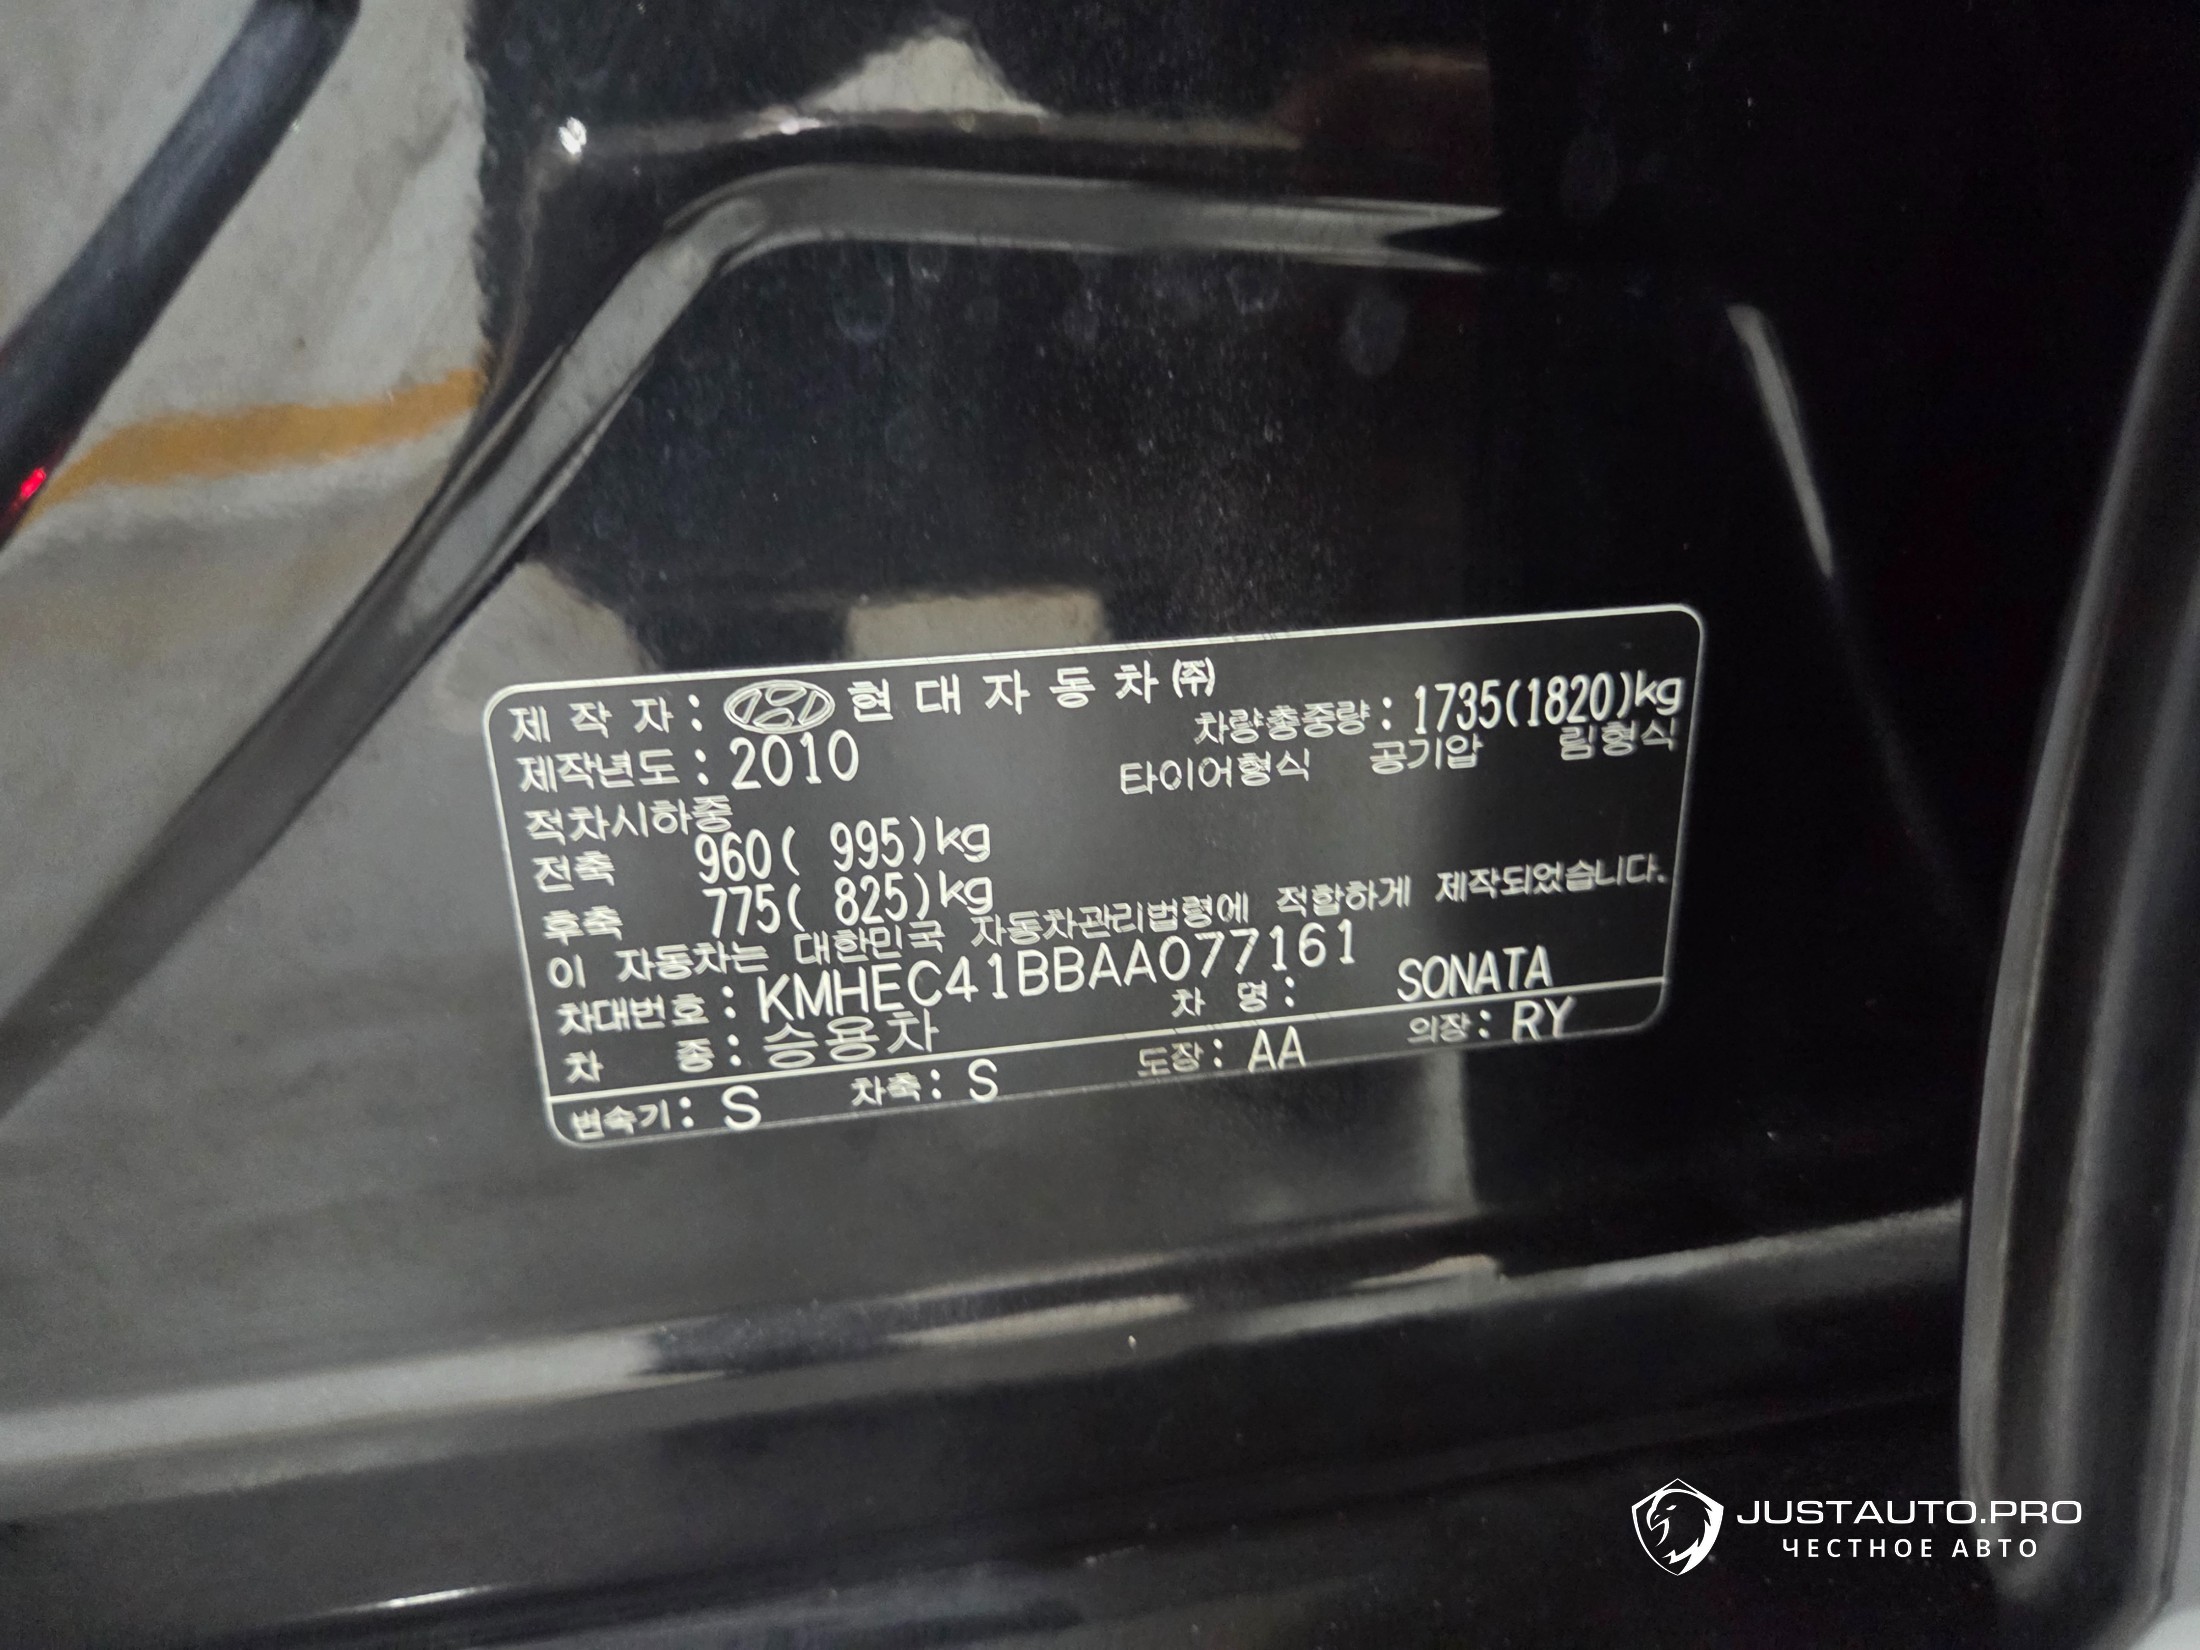 제 작 자 : 현 대 자 동 차 ㈜
차량총중량 : 1735(1820)kg
제작년도 : 2010
타이어형식 공기압 림형식
적차시하중
전축 960( 995)kg
후축 775( 825)kg
이 자동차는 대한민국 자동차관리법령에 적합하게 제작되었습니다.
차대번호 : KMHEC41BBAA077161
차 종 : 승용차 차 명 : SONATA
변속기 : S 차축 : S 도장 : AA 의장 : RY
JUSTAUTO.PRO
ЧЕСТНОЕ АВТО